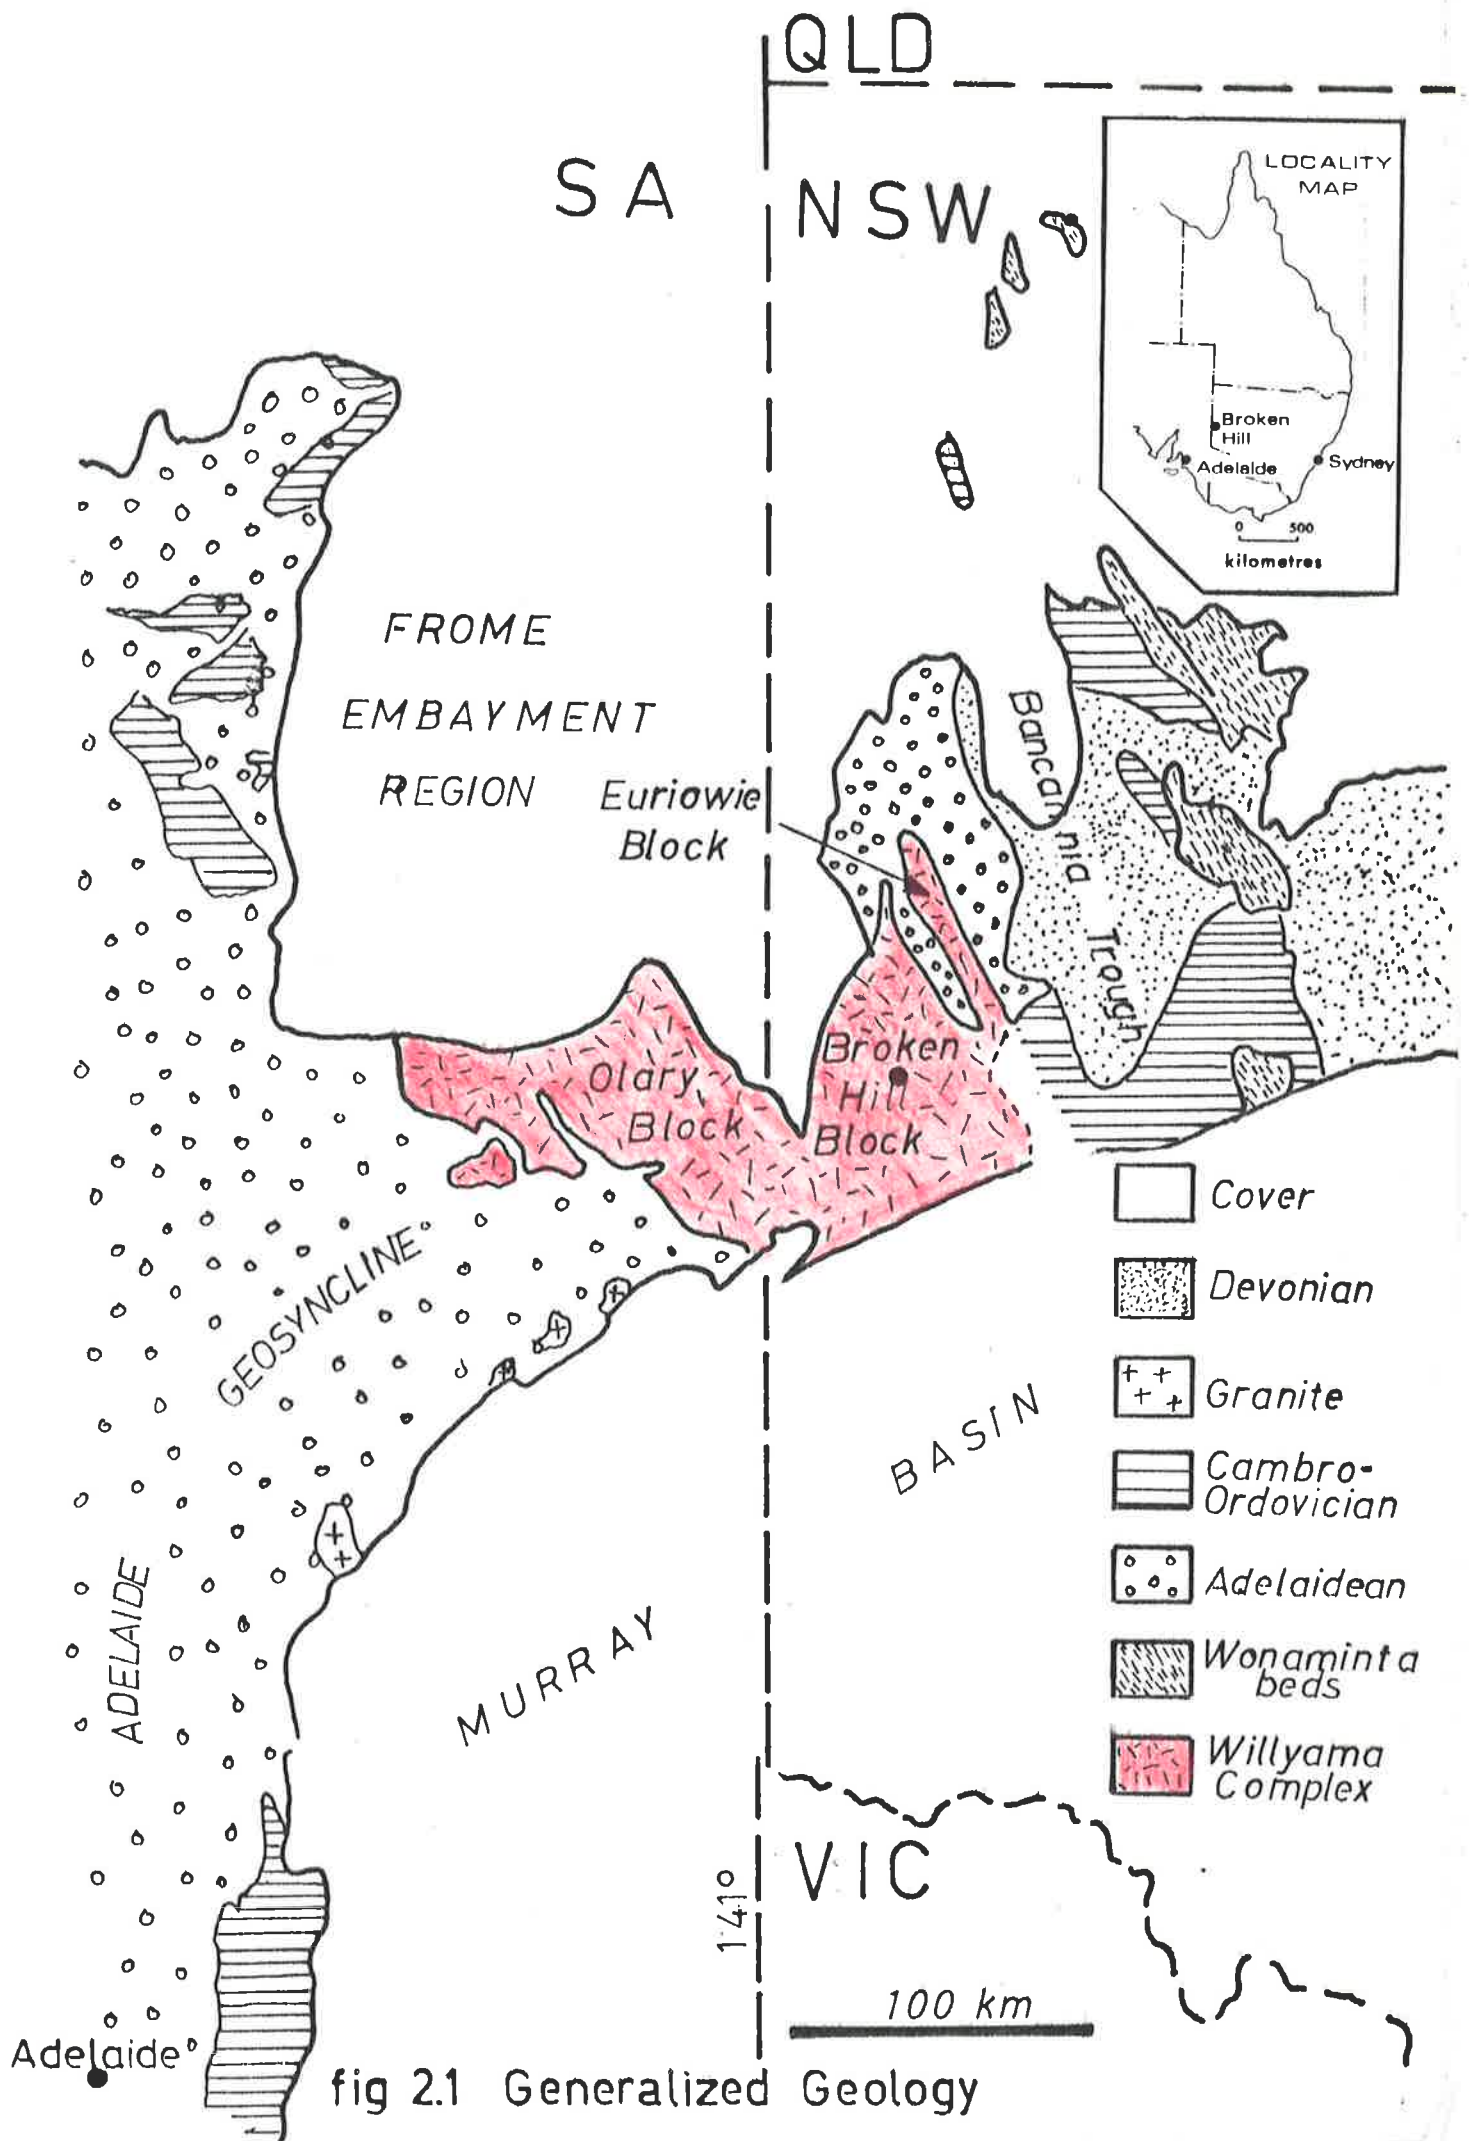 QLD
SA
NSW
LOCALITY
MAP
Broken
Hill
Adelaide
Sydney
0 500
kilometres
FROME
EMBAYMENT
REGION
Euriowie
Block
Bancannia
Trough
Olary
Block
Broken
Hill
Block
GEOSYNCLINE
ADELAIDE
MURRAY
BASIN
Cover
Devonian
Granite
Cambro-
Ordovician
Adelaidean
Wonaminta
beds
Willyama
Complex
VIC
141°
100 km
Adelaide
fig 2.1 Generalized Geology